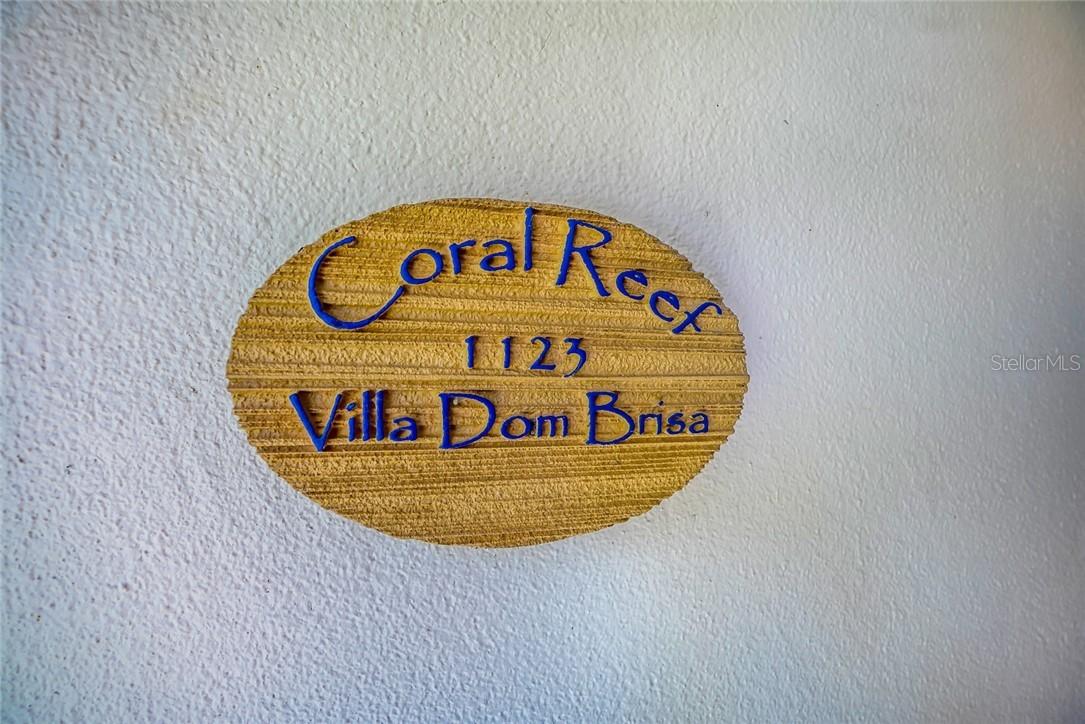 Coral Reef
1123
Villa Dom Brisa
StellarMLS